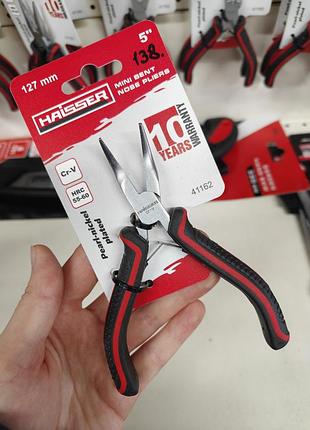 5"
138.
127 mm
HAISSER
MINI BENT
NOSE PLIERS
10
YEARS
WARRANTY
Cr-V
HRC
55-60
41162
Pearl-nickel
plated